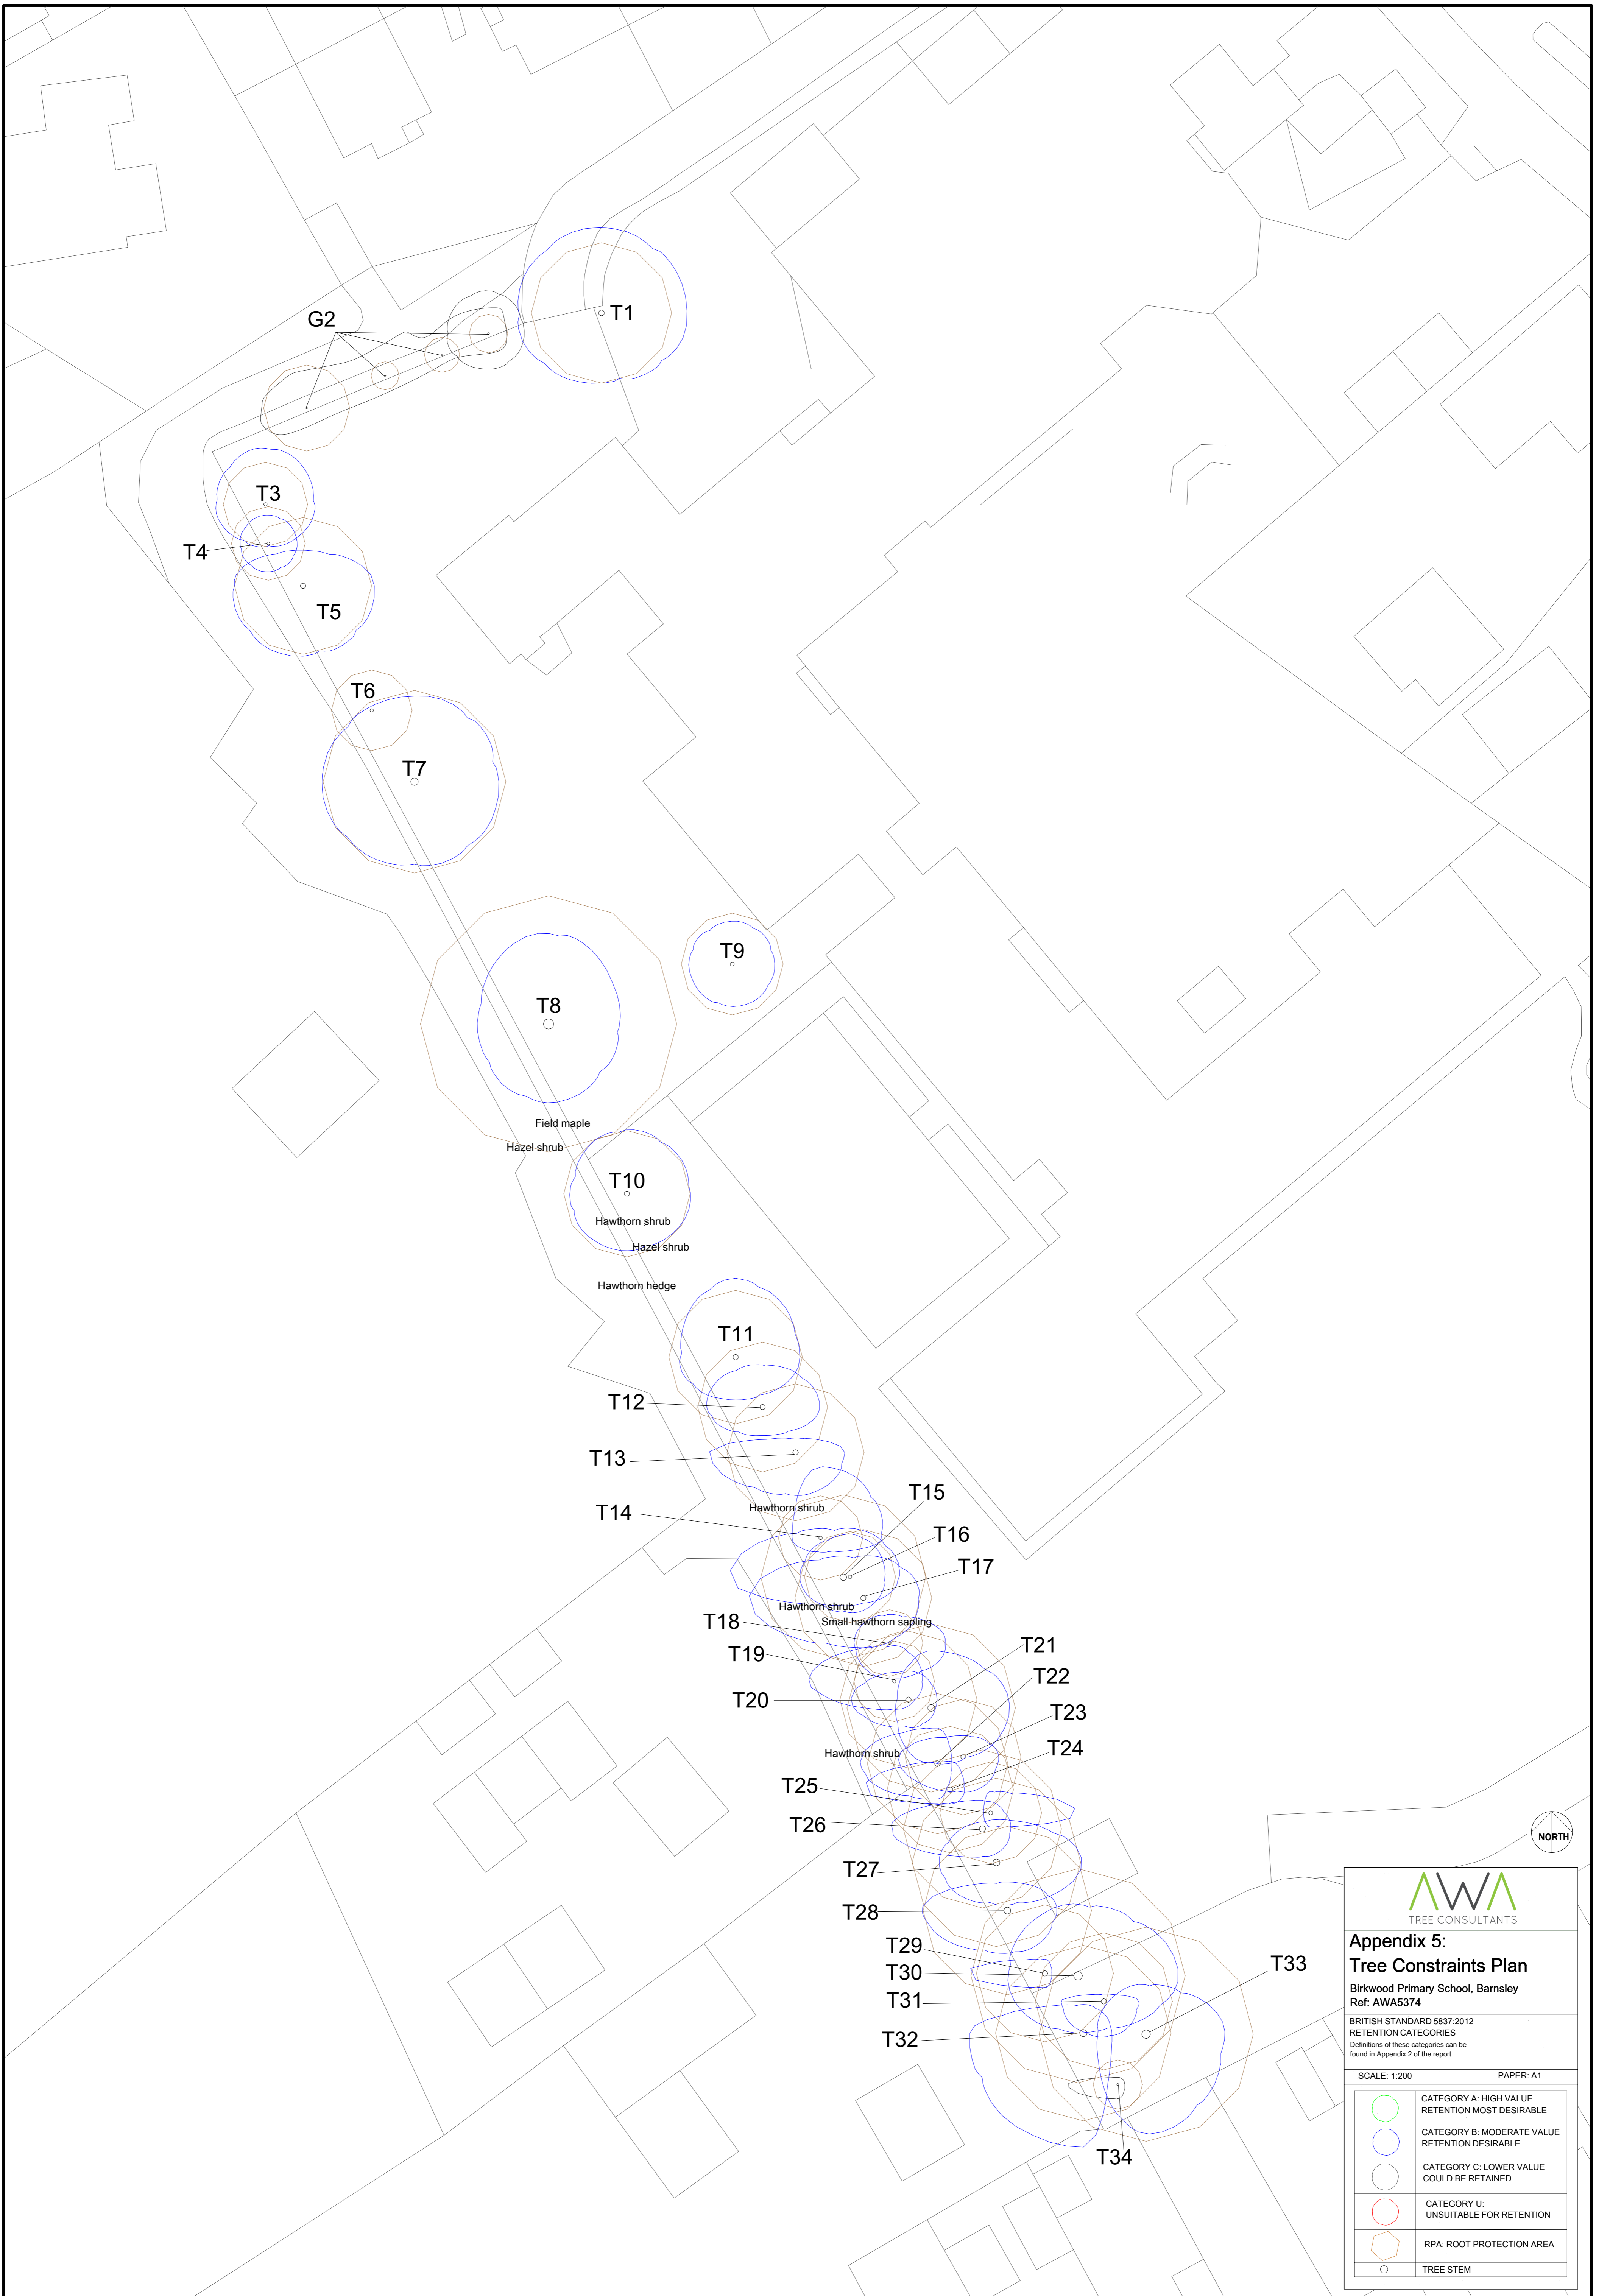 G2
T1
T3
T4
T5
T6
T7
T9
T8
Field maple
Hazel shrub
T10
Hawthorn shrub
Hazel shrub
Hawthorn hedge
T11
T12
T13
T15
Hawthorn shrub
T14
T16
T17
Hawthorn shrub
T18
Small hawthorn sapling
T21
T19
T22
T20
T23
T24
Hawthorn shrub
T25
T26
T27
T28
T29
T33
T30
T31
T32
T34
NORTH
AWA
TREE CONSULTANTS
Appendix 5:
Tree Constraints Plan
Birkwood Primary School, Barnsley
Ref: AWA5374
BRITISH STANDARD 5837:2012
RETENTION CATEGORIES
Definitions of these categories can be
found in Appendix 2 of the report.
SCALE: 1:200 PAPER: A1
CATEGORY A: HIGH VALUE
RETENTION MOST DESIRABLE
CATEGORY B: MODERATE VALUE
RETENTION DESIRABLE
CATEGORY C: LOWER VALUE
COULD BE RETAINED
CATEGORY U:
UNSUITABLE FOR RETENTION
RPA: ROOT PROTECTION AREA
TREE STEM